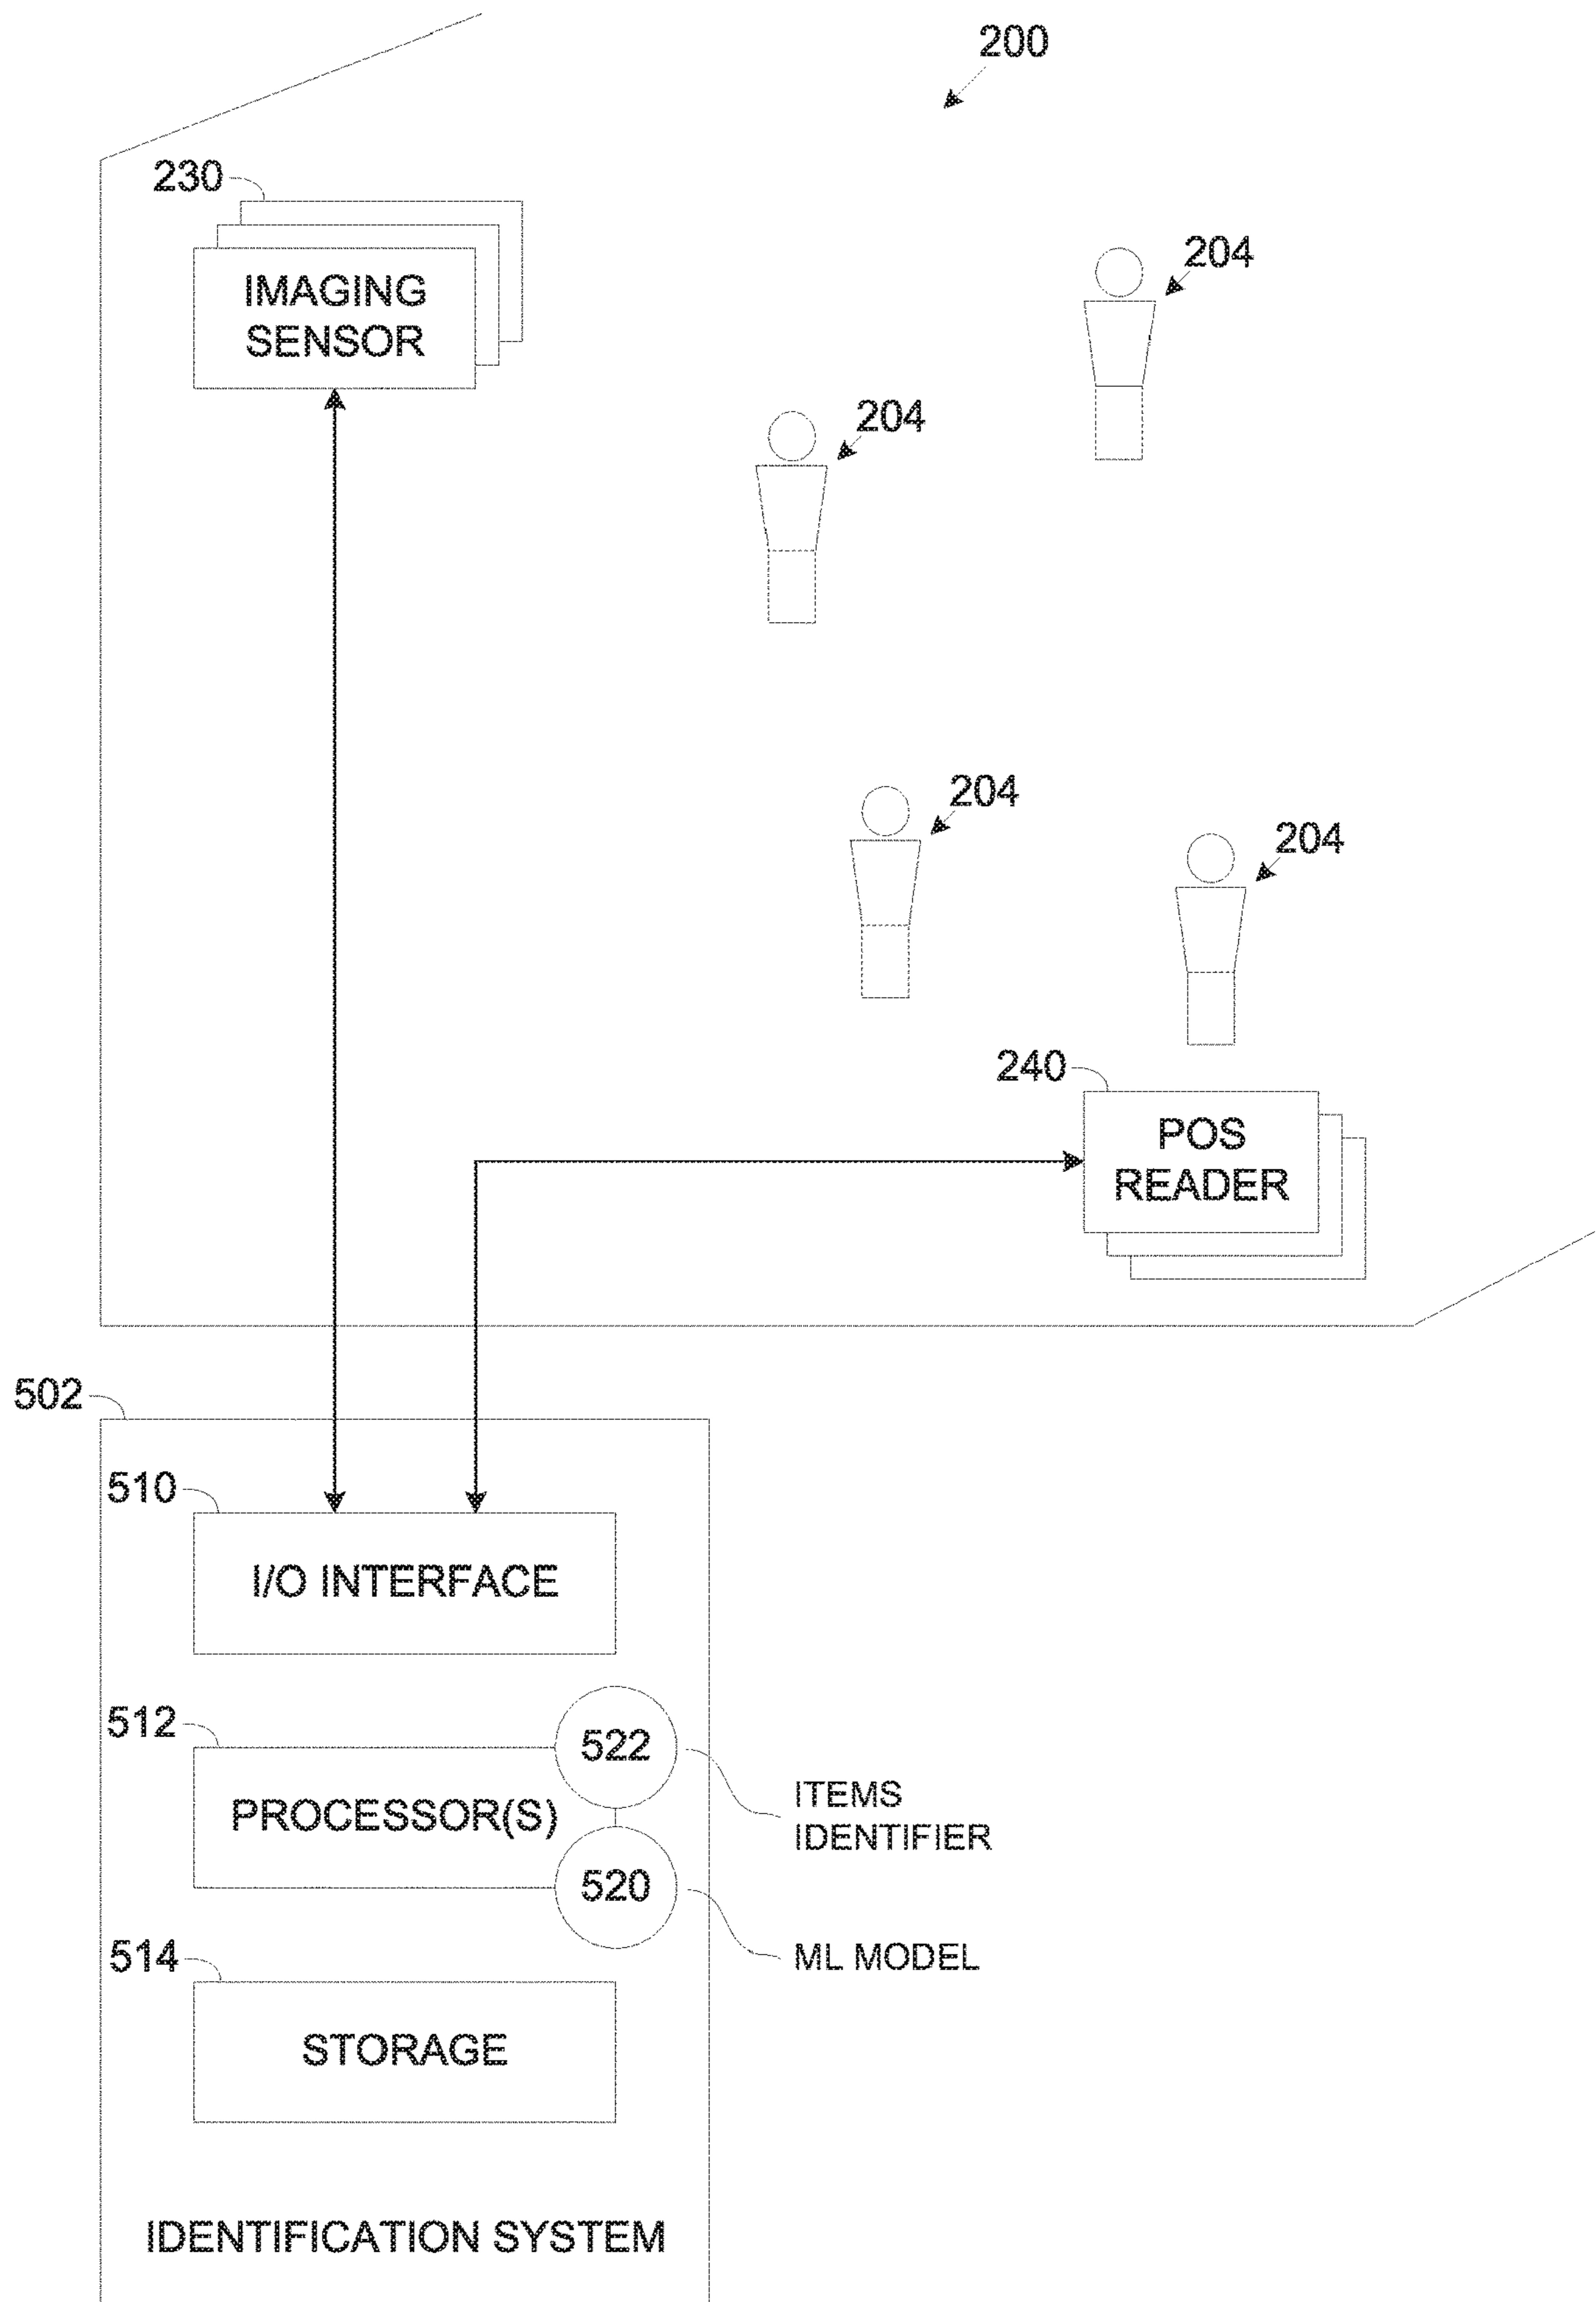 200
230
IMAGING
SENSOR
204
204
204
204
240
POS
READER
502
510
I/O INTERFACE
512
522
PROCESSOR(S)
ITEMS
IDENTIFIER
520
514
ML MODEL
STORAGE
IDENTIFICATION SYSTEM